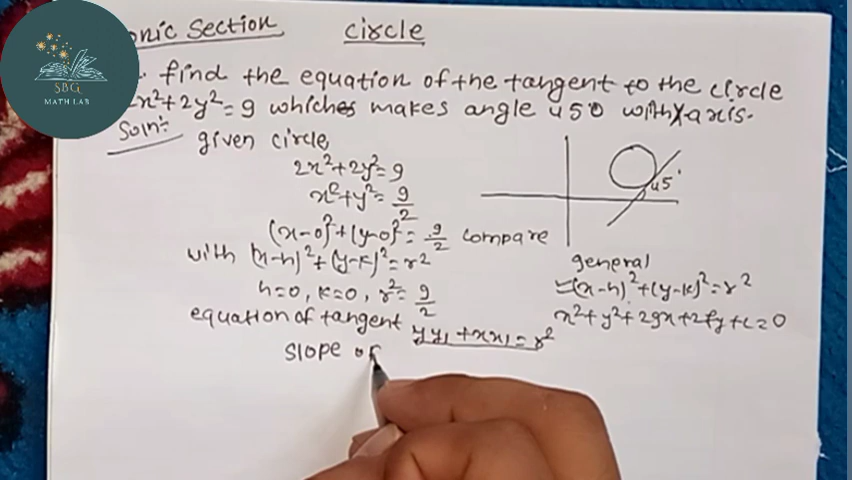 onic Section circle
find the equation of the tangent to the circle
2x²+2y²=9 which makes angle 450 with x axis.
Soln:- given circle,
2x²+2y²=9
x²+y²=9/2
(x-0)²+(y-0)²=9/2 compare
with (x-h)²+(y-k)²=r²
h=0, k=0, r²=9/2
equation of tangent yy₁+xx₁=r²
slope of
45°
general
=(x-h)²+(y-k)²=r²
x²+y²+2gx+2fy+c=0
SBG
MATH LAB